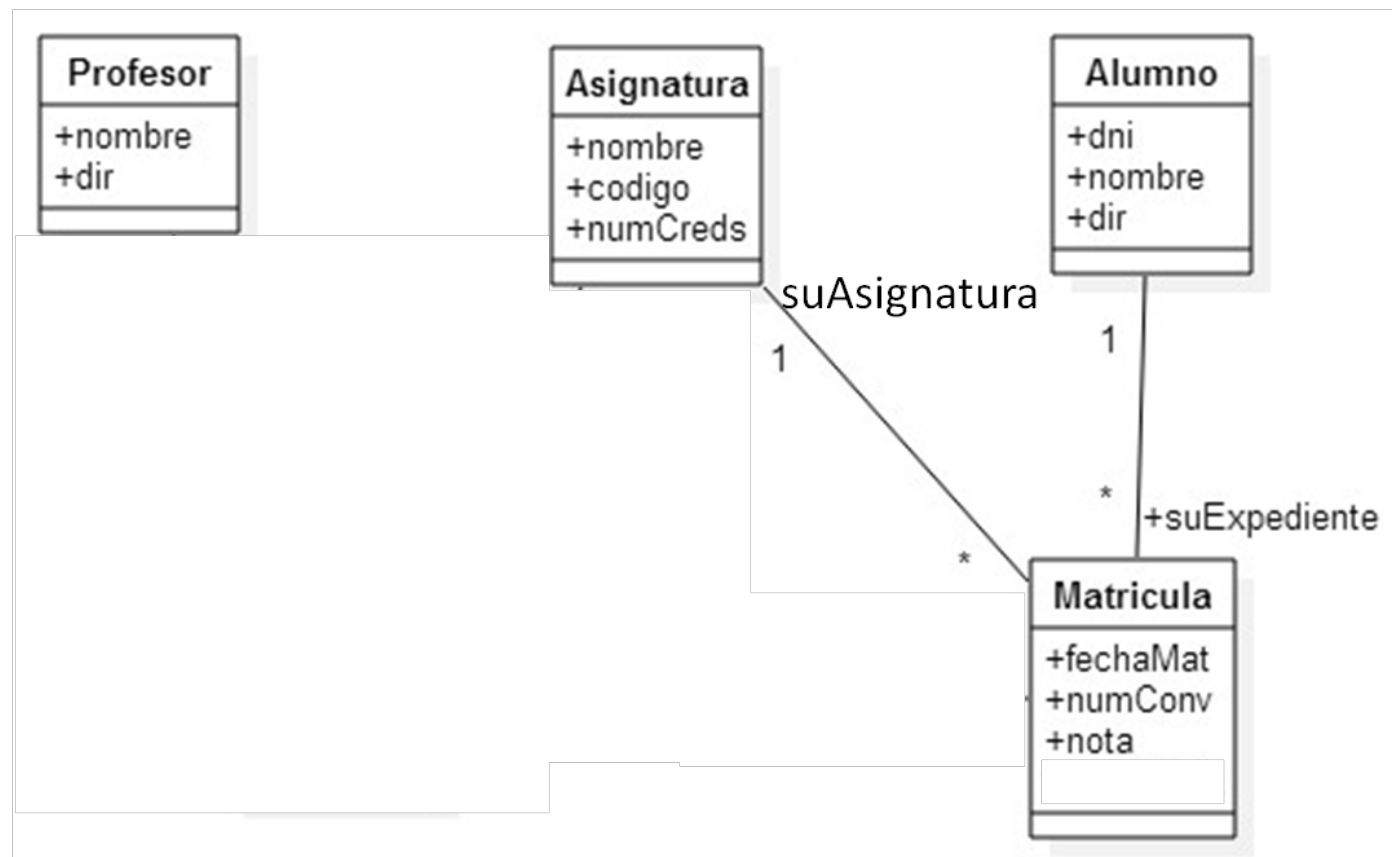 Profesor
+nombre
+dir
Asignatura
+nombre
+codigo
+numCreds
Alumno
+dni
+nombre
+dir
suAsignatura
1
1
*
+suExpediente
*
Matricula
+fechaMat
+numConv
+nota